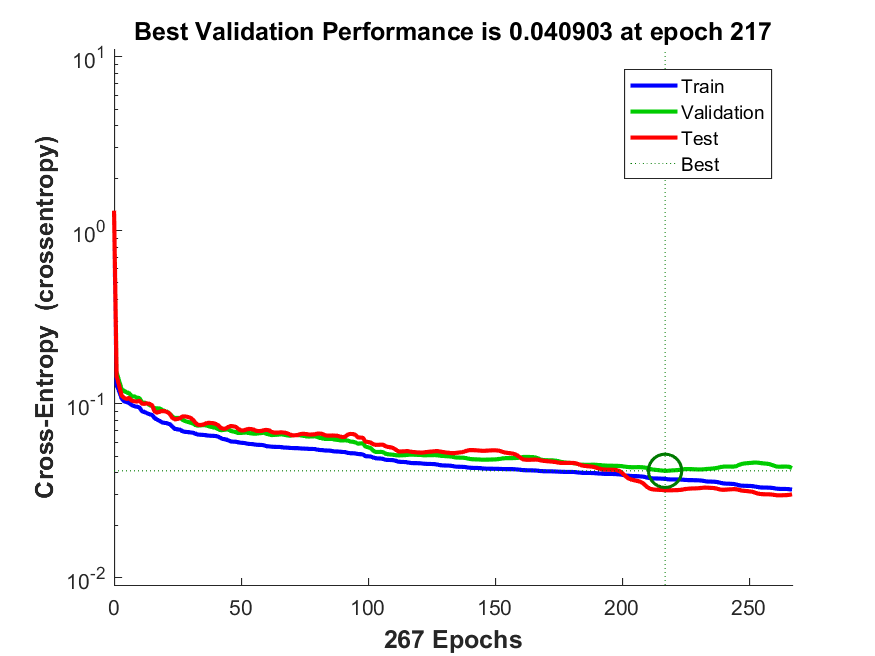 Best Validation Performance is 0.040903 at epoch 217
Cross-Entropy (crossentropy)
10^1
10^0
10^-1
10^-2
Train
Validation
Test
Best
0 50 100 150 200 250
267 Epochs